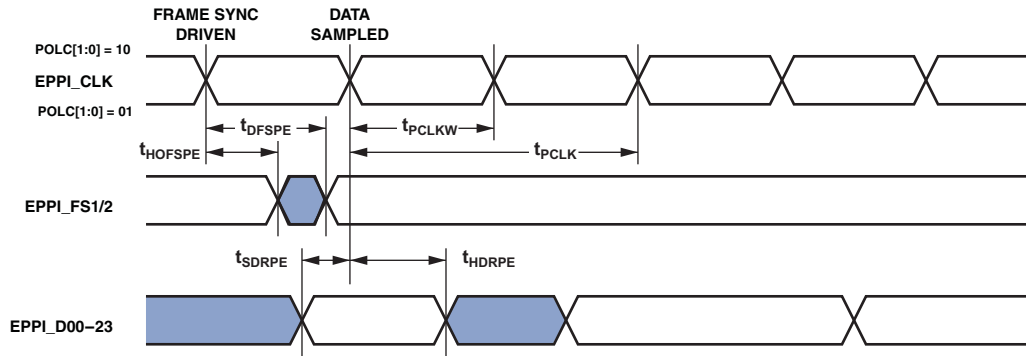 FRAME SYNC
DRIVEN
DATA
SAMPLED
POLC[1:0] = 10
EPPI_CLK
POLC[1:0] = 01
tDFSPE
tPCLKW
tHOFSPE
tPCLK
EPPI_FS1/2
tSDRPE
tHDRPE
EPPI_D00–23